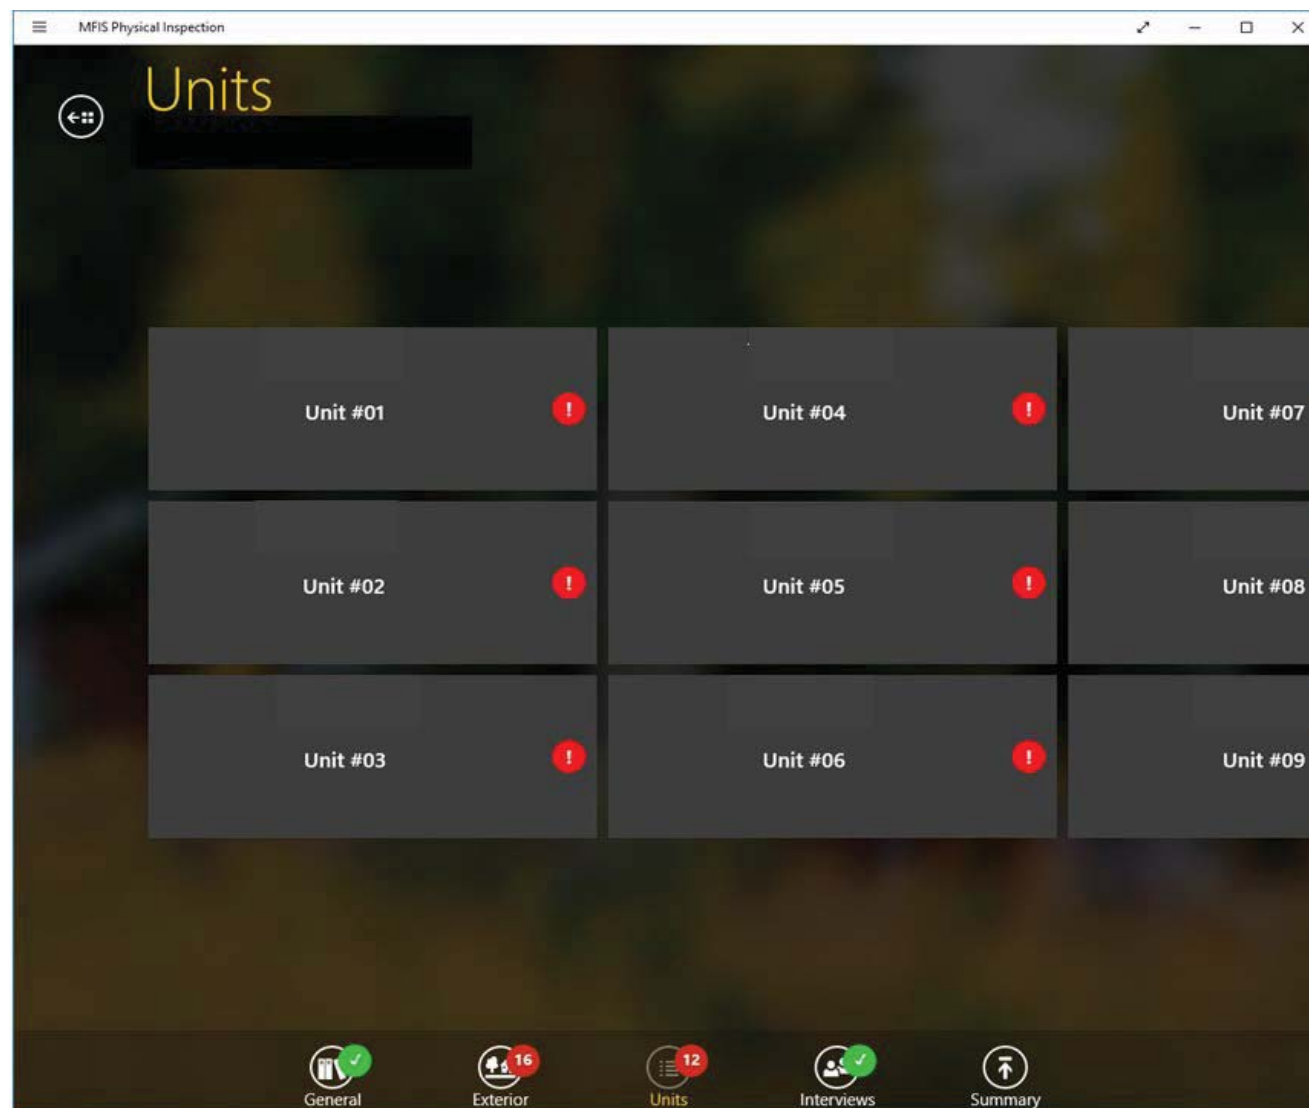 MFIS Physical Inspection
Units
Unit #01
!
Unit #04
!
Unit #07
Unit #02
!
Unit #05
!
Unit #08
Unit #03
!
Unit #06
!
Unit #09
16
12
General
Exterior
Units
Interviews
Summary